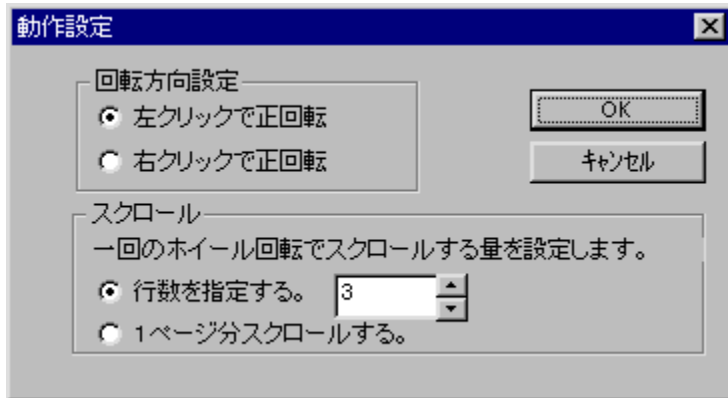 動作設定
回転方向設定
左クリックで正回転
右クリックで正回転
OK
ｷｬﾝｾﾙ
スクロール
一回のホイール回転でスクロールする量を設定します。
行数を指定する。 3
1ページ分スクロールする。